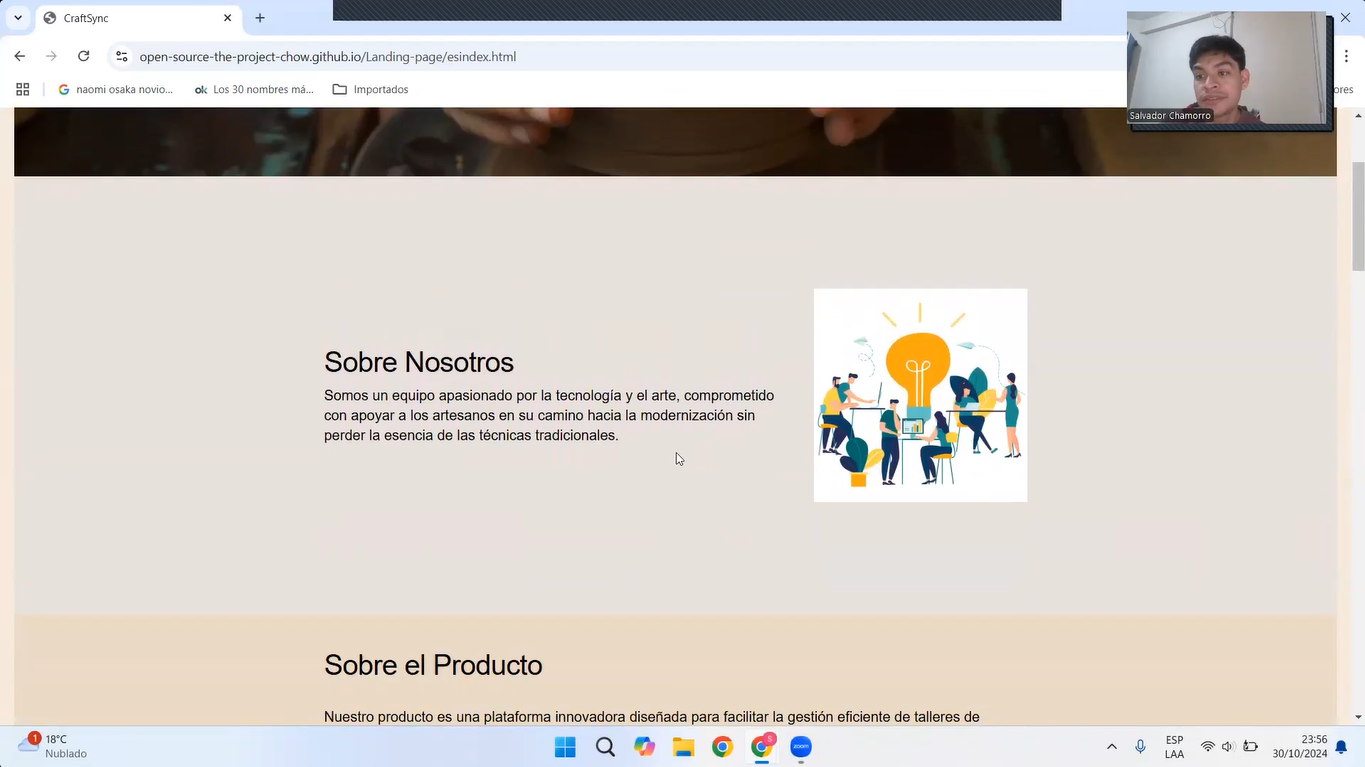 CraftSync
open-source-the-project-chow.github.io/Landing-page/esindex.html
naomi osaka novio...
ok Los 30 nombres má...
Importados
ores
Salvador Chamorro
Sobre Nosotros
Somos un equipo apasionado por la tecnología y el arte, comprometido
con apoyar a los artesanos en su camino hacia la modernización sin
perder la esencia de las técnicas tradicionales.
Sobre el Producto
Nuestro producto es una plataforma innovadora diseñada para facilitar la gestión eficiente de talleres de
1
18°C
Nublado
S
zoom
ESP
LAA
23:56
30/10/2024